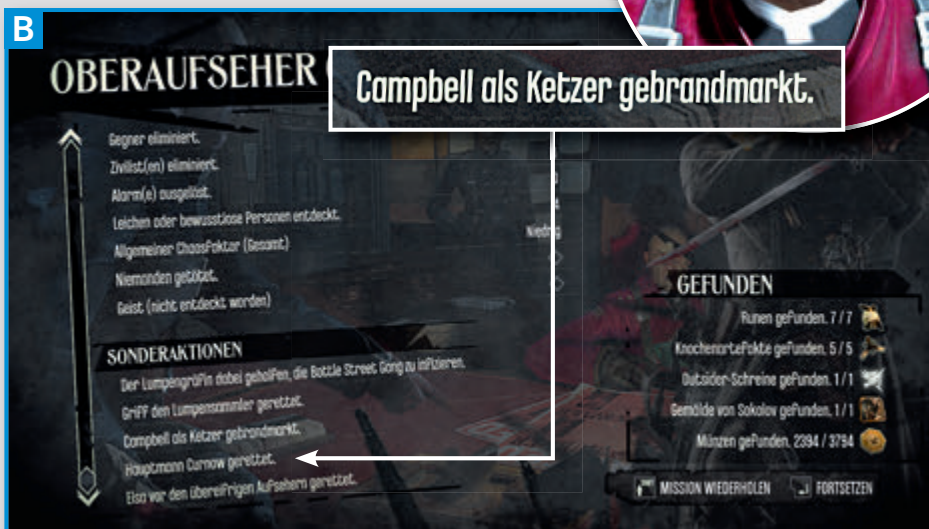 B
OBERAUFSEHER
Campbell als Ketzer gebrandmarkt.
Gegner eliminiert.
Zivilist(en) eliminiert.
Alarm(e) ausgelöst.
Leichen oder bewusstlose Personen entdeckt.
Allgemeiner Chaosfaktor (Gesamt)
Niedrig
Niemanden getötet.
Geist (nicht entdeckt worden)
SONDERAKTIONEN
Der Lumpengräfin dabei geholfen, die Bottle Street Gang zu infizieren.
Griff den Lumpensammler gerettet.
Campbell als Ketzer gebrandmarkt.
Hauptmann Curnow gerettet.
Elsa vor den übereifrigen Aufsehern gerettet.
GEFUNDEN
Runen gefunden. 7 / 7
Knochenartefakte gefunden. 5 / 5
Outsider-Schreine gefunden. 1 / 1
Gemälde von Sokolov gefunden. 1 / 1
Münzen gefunden. 2394 / 3794
MISSION WIEDERHOLEN
FORTSETZEN